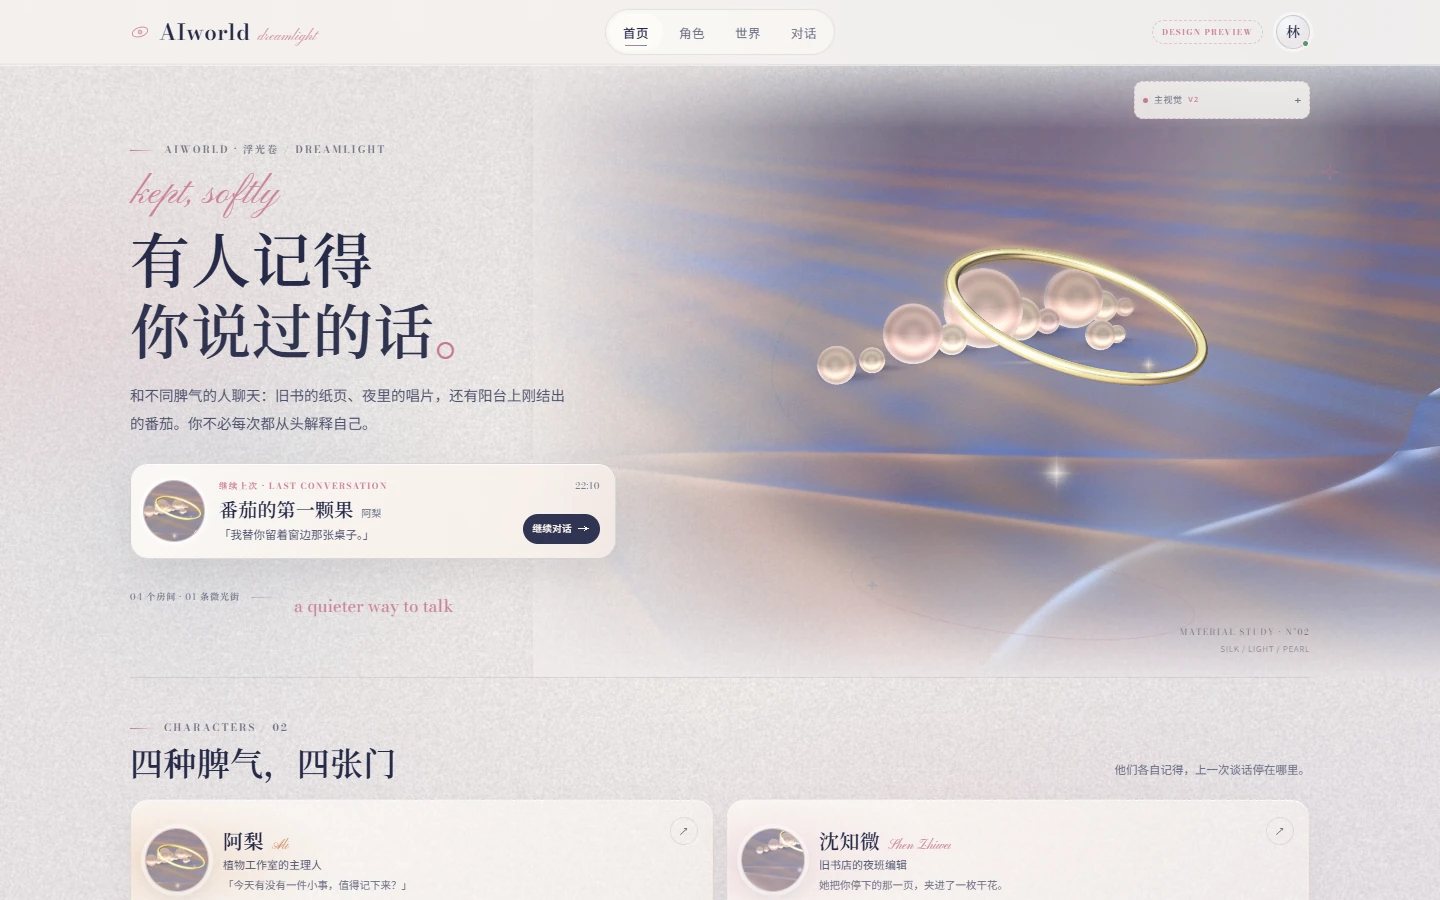 AIworld dreamlight
首页 角色 世界 对话
DESIGN PREVIEW
林
主视觉 V2 +
AIWORLD · 浮光卷 / DREAMLIGHT
kept, softly
有人记得
你说过的话。
和不同脾气的人聊天：旧书的纸页、夜里的唱片，还有阳台上刚结出
的番茄。你不必每次都从头解释自己。
继续上次 · LAST CONVERSATION
22:10
番茄的第一颗果 阿梨
「我替你留着窗边那张桌子。」
继续对话 →
04 个房间 · 01 条微光街
a quieter way to talk
MATERIAL STUDY · N°02
SILK / LIGHT / PEARL
CHARACTERS / 02
四种脾气，四张门
他们各自记得，上一次谈话停在哪里。
阿梨 Ali
植物工作室的主理人
「今天有没有一件小事，值得记下来？」
沈知微 Shen Zhiwei
旧书店的夜班编辑
她把你停下的那一页，夹进了一枚干花。